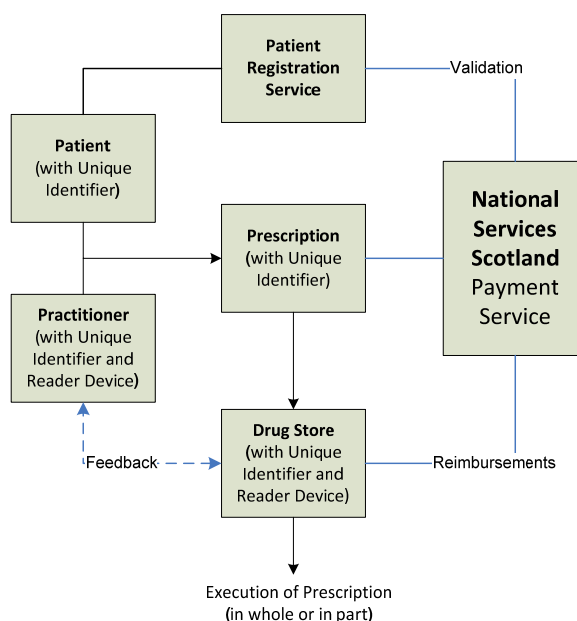 Patient
Registration
Service
Validation
Patient
(with Unique
Identifier)
National
Services
Scotland
Payment
Service
Prescription
(with Unique
Identifier)
Practitioner
(with Unique
Identifier and
Reader Device)
Drug Store
(with Unique
Identifier and
Reader Device)
Feedback
Reimbursements
Execution of Prescription
(in whole or in part)